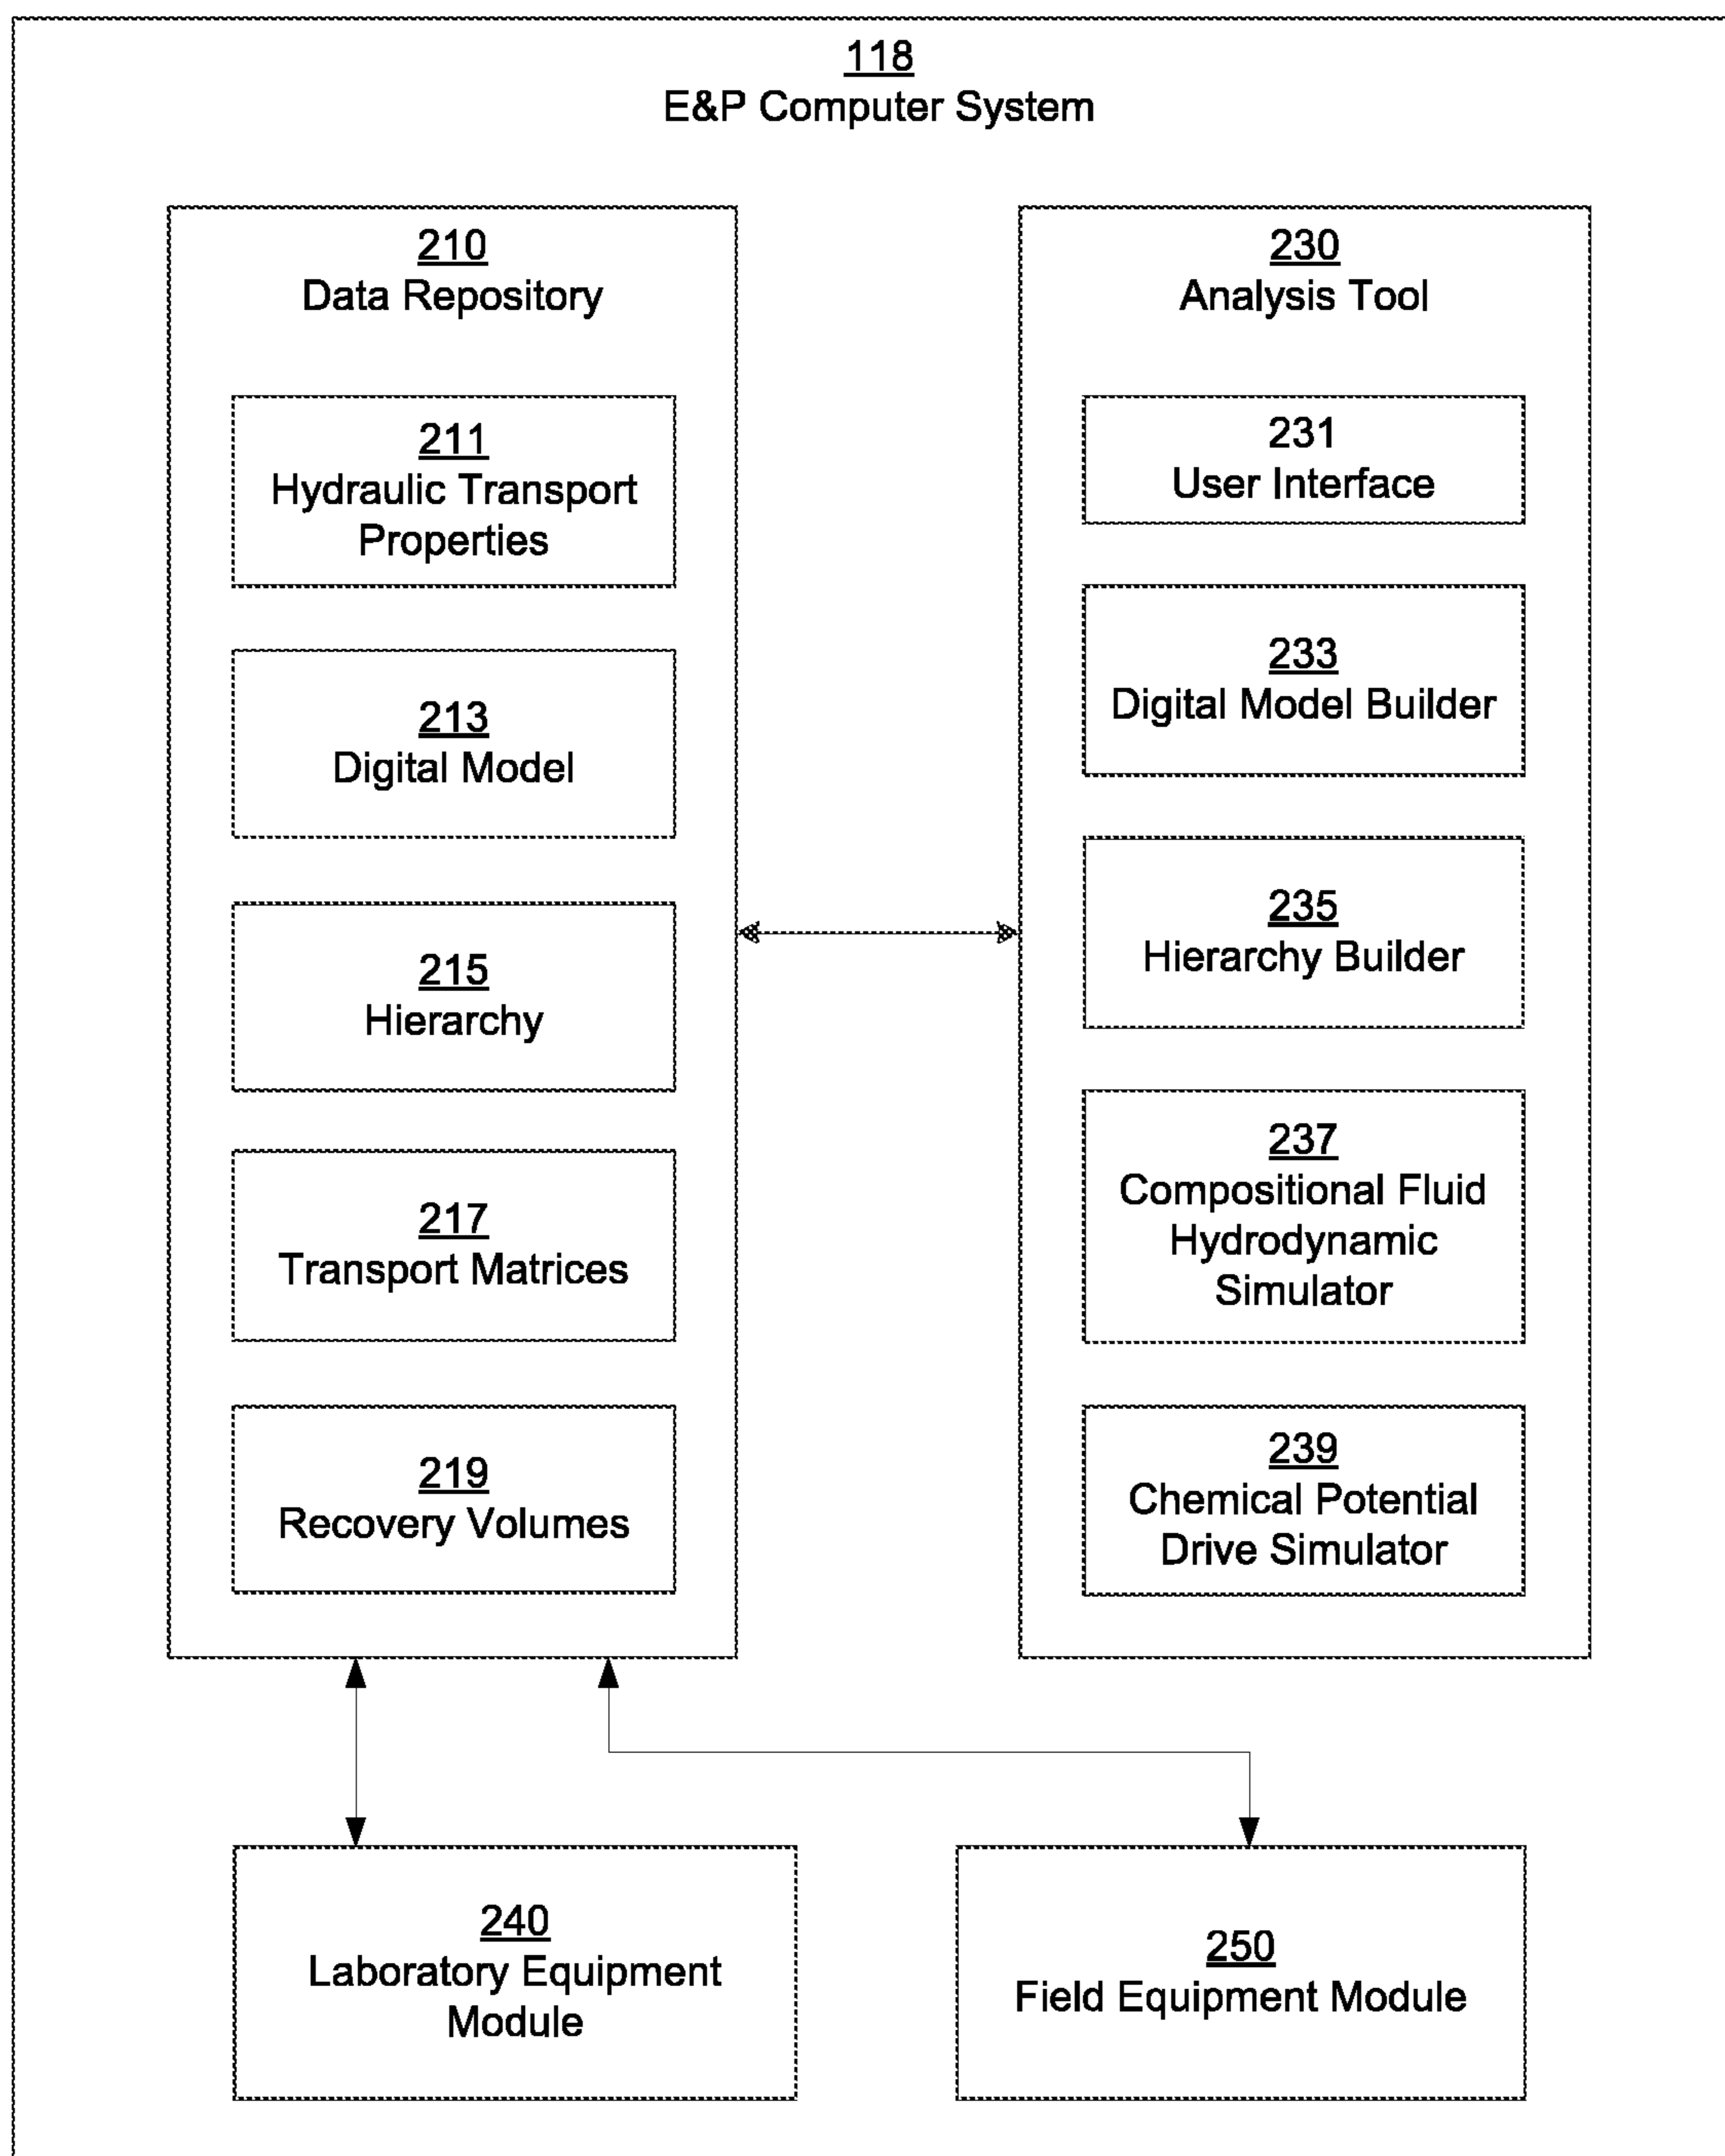 118
E&P Computer System
210
Data Repository
211
Hydraulic Transport
Properties
213
Digital Model
215
Hierarchy
217
Transport Matrices
219
Recovery Volumes
230
Analysis Tool
231
User Interface
233
Digital Model Builder
235
Hierarchy Builder
237
Compositional Fluid
Hydrodynamic
Simulator
239
Chemical Potential
Drive Simulator
240
Laboratory Equipment
Module
250
Field Equipment Module